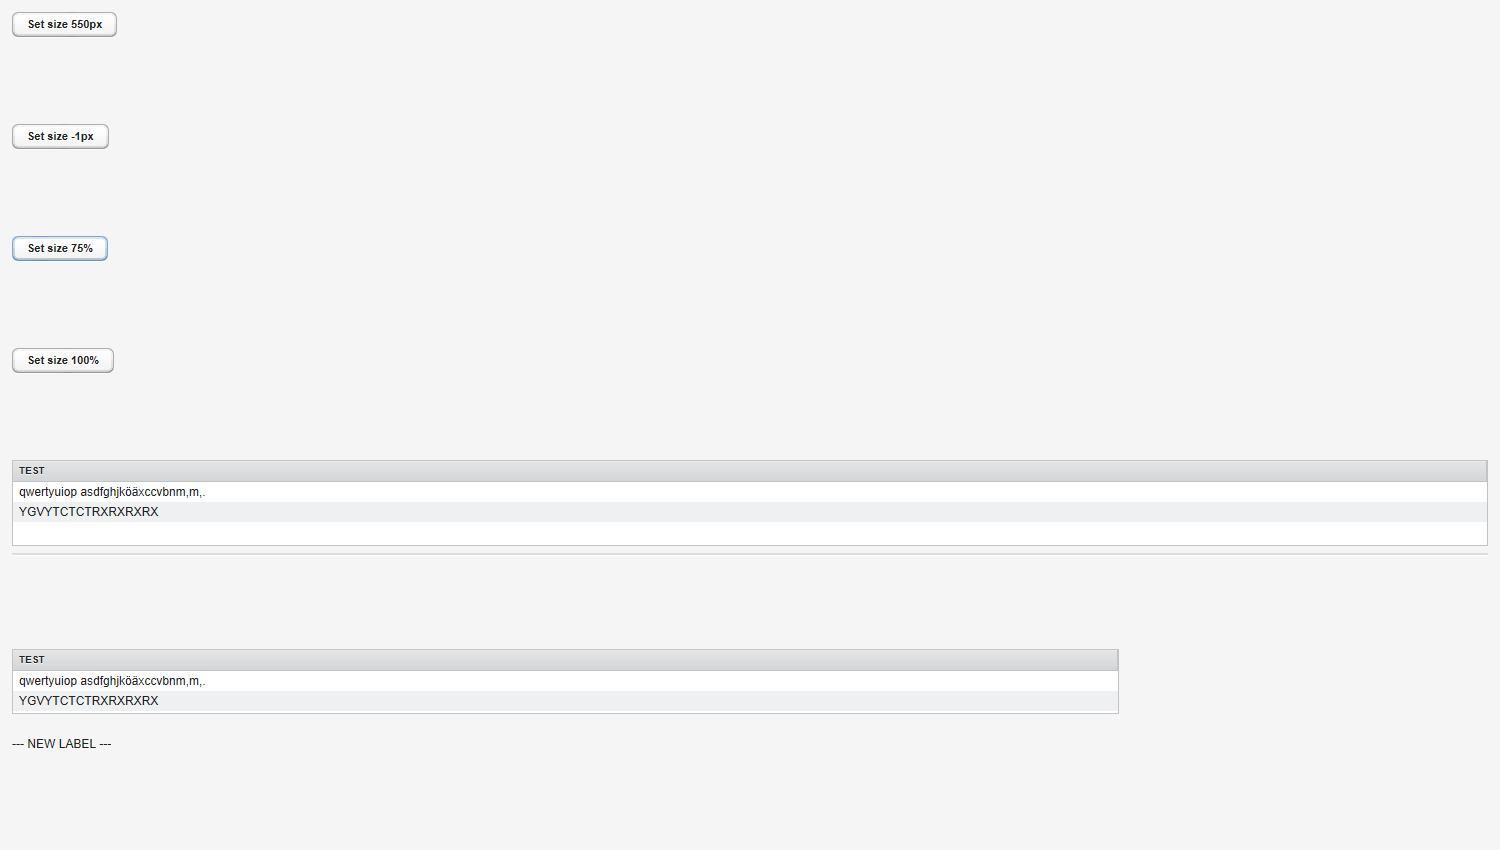 Set size 550px
Set size -1px
Set size 75%
Set size 100%
TEST
qwertyuiop asdfghjköäxccvbnm,m,.
YGVYTCTCTRXRXRXRX
TEST
qwertyuiop asdfghjköäxccvbnm,m,.
YGVYTCTCTRXRXRXRX
--- NEW LABEL ---